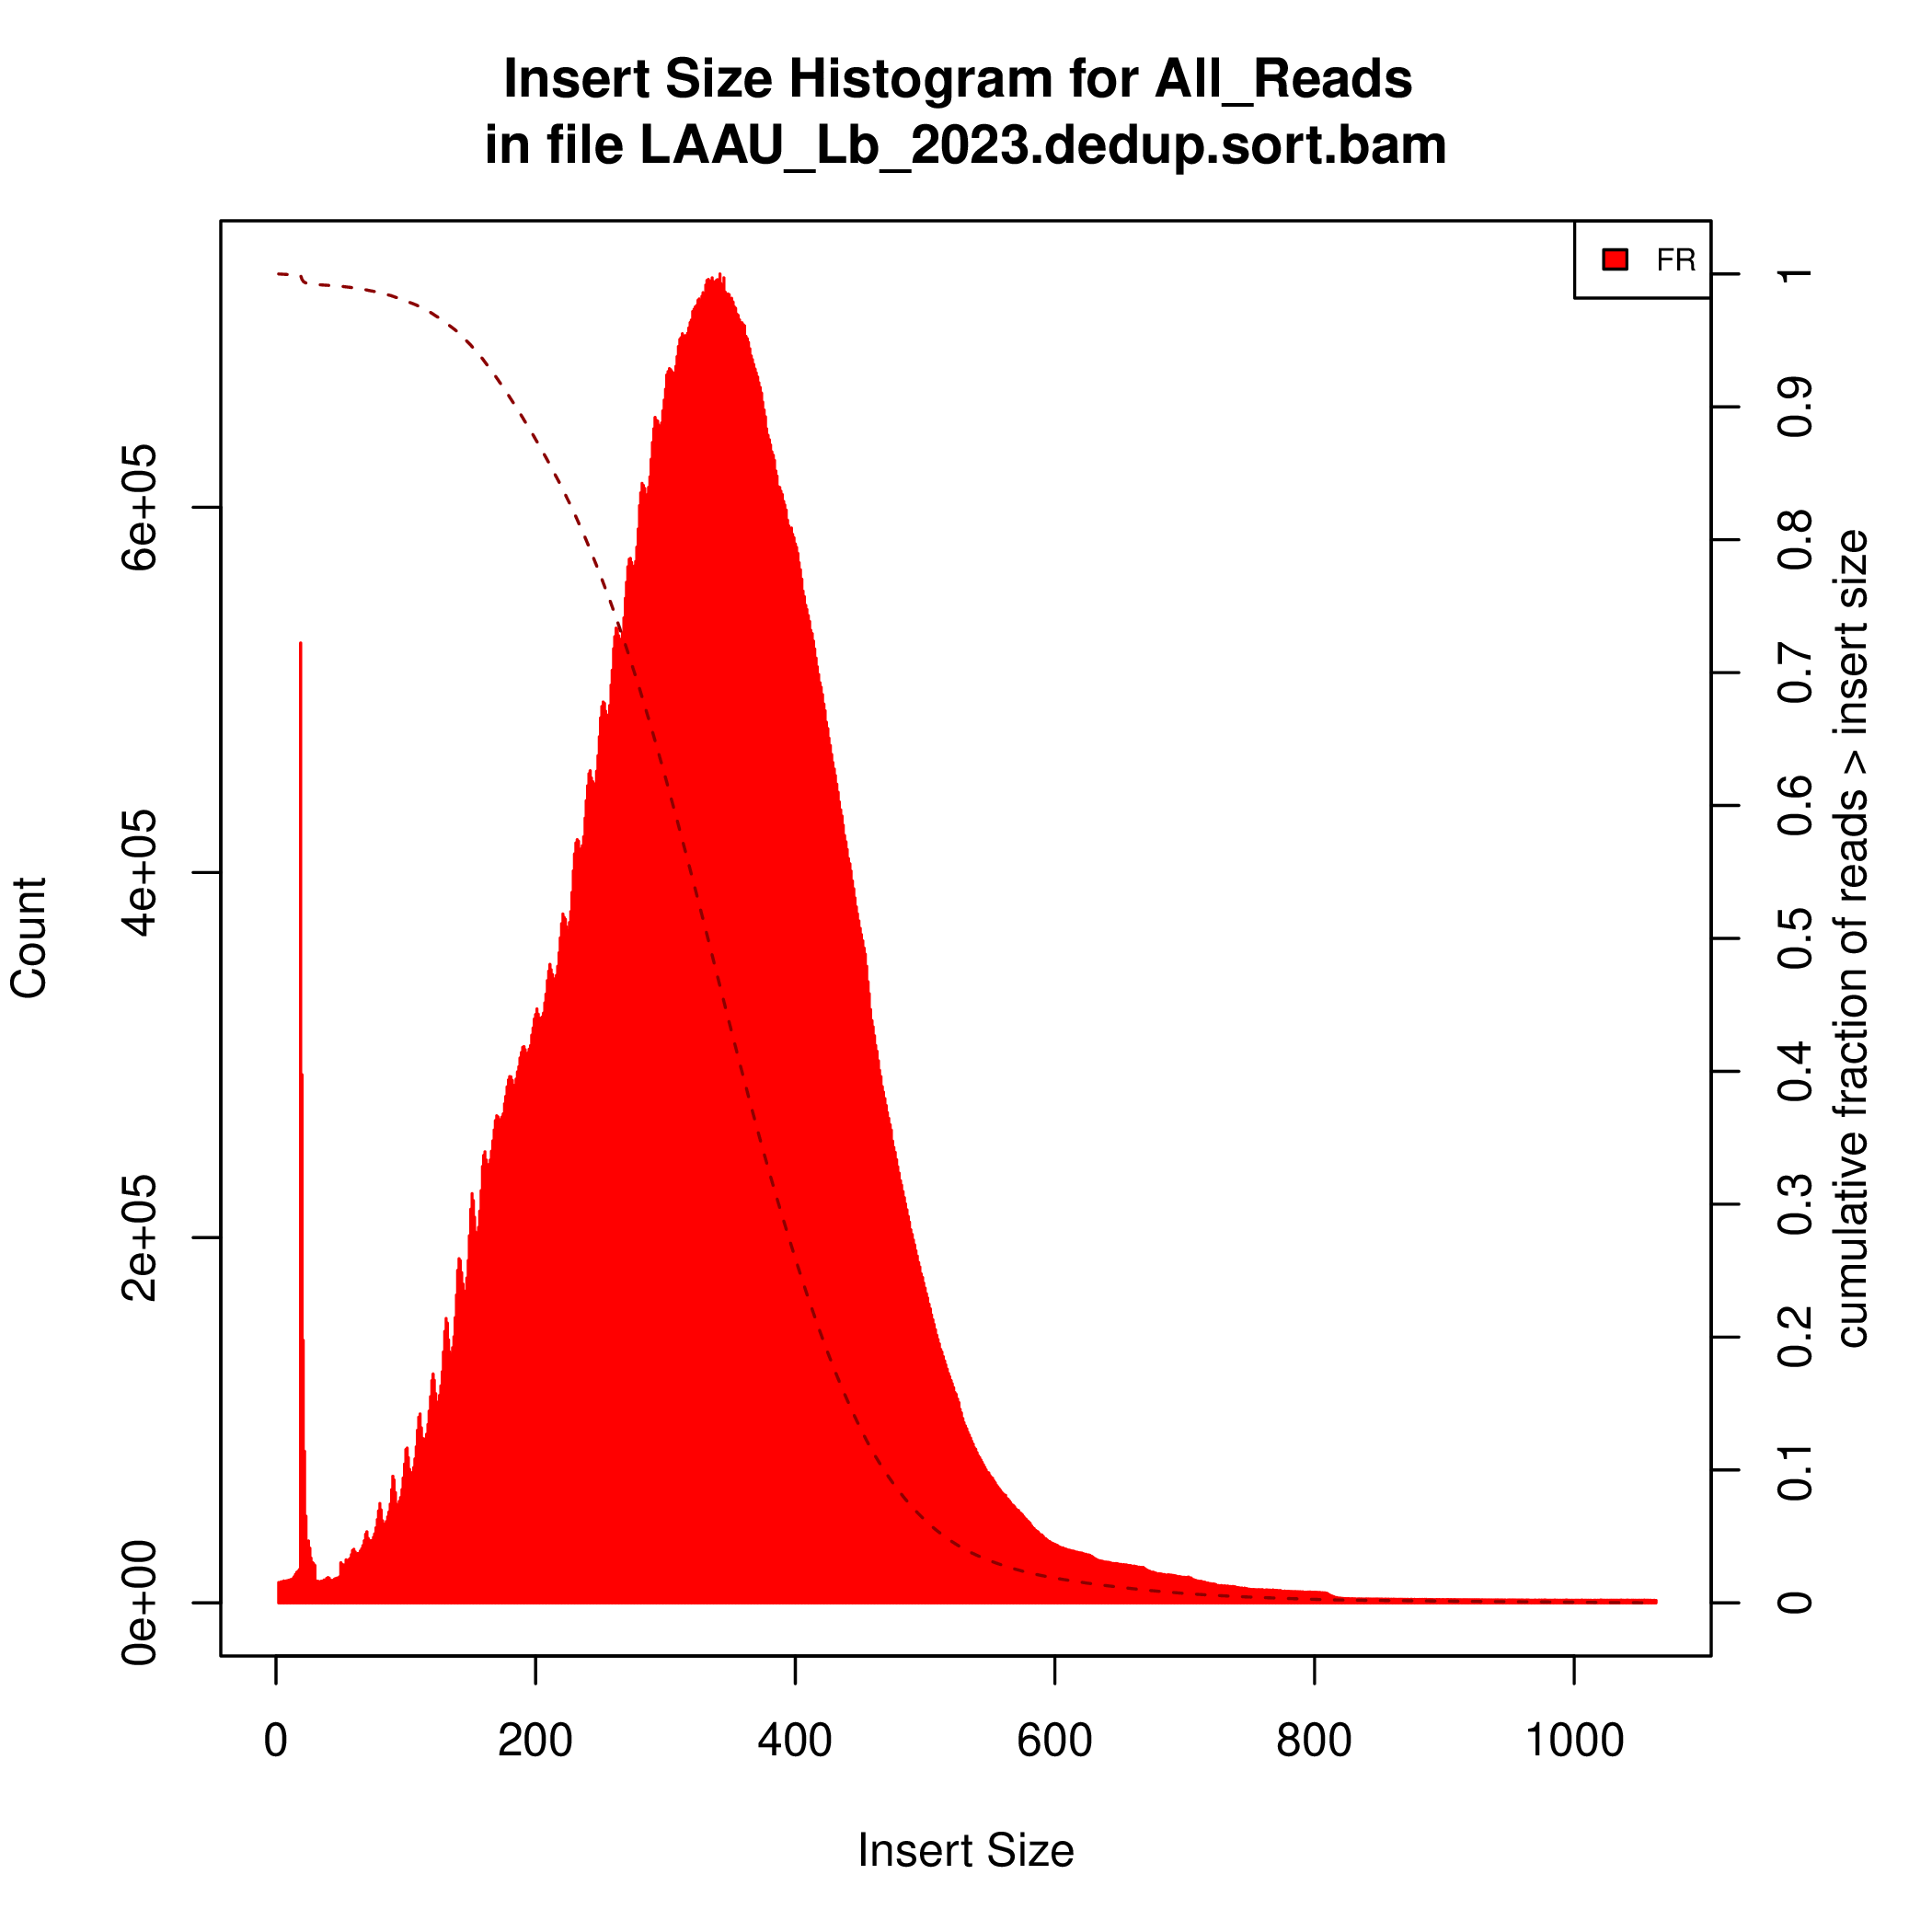 Insert Size Histogram for All_Reads
in file LAAU_Lb_2023.dedup.sort.bam
FR
Count
0e+00
2e+05
4e+05
6e+05
0
0.1
0.2
0.3
0.4
0.5
0.6
0.7
0.8
0.9
1
cumulative fraction of reads > insert size
0
200
400
600
800
1000
Insert Size